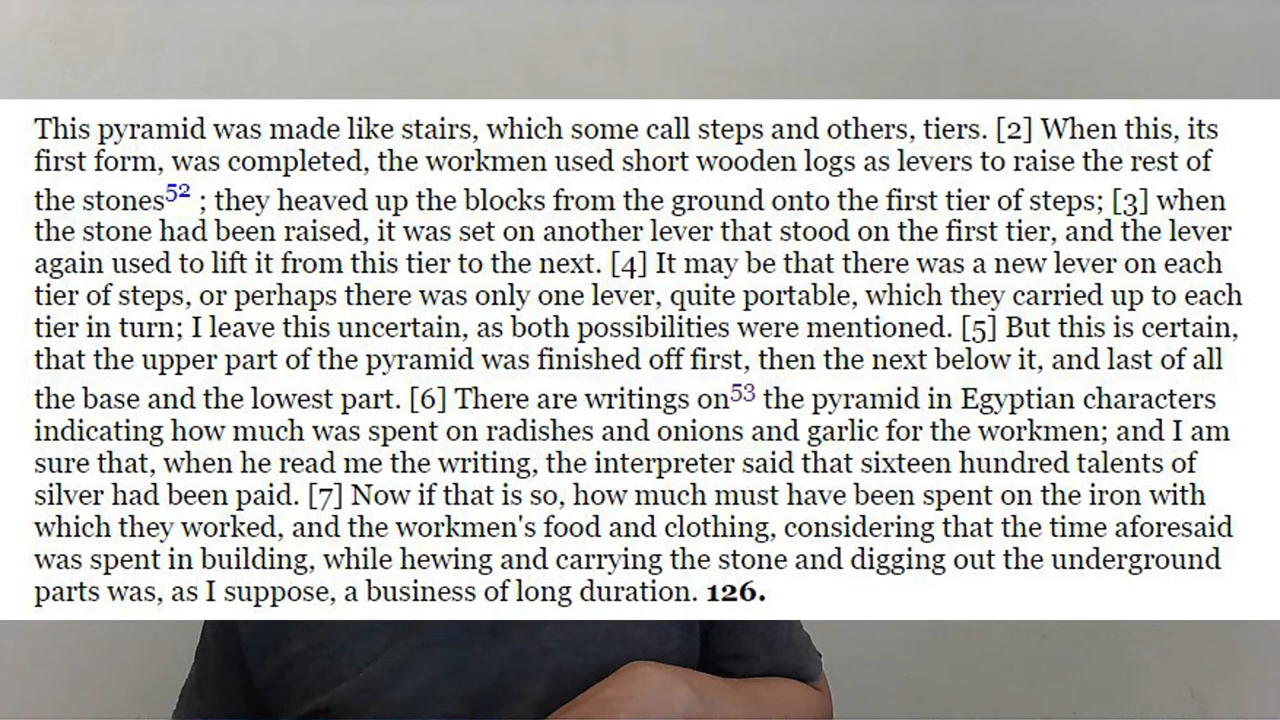 This pyramid was made like stairs, which some call steps and others, tiers. [2] When this, its
first form, was completed, the workmen used short wooden logs as levers to raise the rest of
the stones52 ; they heaved up the blocks from the ground onto the first tier of steps; [3] when
the stone had been raised, it was set on another lever that stood on the first tier, and the lever
again used to lift it from this tier to the next. [4] It may be that there was a new lever on each
tier of steps, or perhaps there was only one lever, quite portable, which they carried up to each
tier in turn; I leave this uncertain, as both possibilities were mentioned. [5] But this is certain,
that the upper part of the pyramid was finished off first, then the next below it, and last of all
the base and the lowest part. [6] There are writings on53 the pyramid in Egyptian characters
indicating how much was spent on radishes and onions and garlic for the workmen; and I am
sure that, when he read me the writing, the interpreter said that sixteen hundred talents of
silver had been paid. [7] Now if that is so, how much must have been spent on the iron with
which they worked, and the workmen's food and clothing, considering that the time aforesaid
was spent in building, while hewing and carrying the stone and digging out the underground
parts was, as I suppose, a business of long duration. 126.